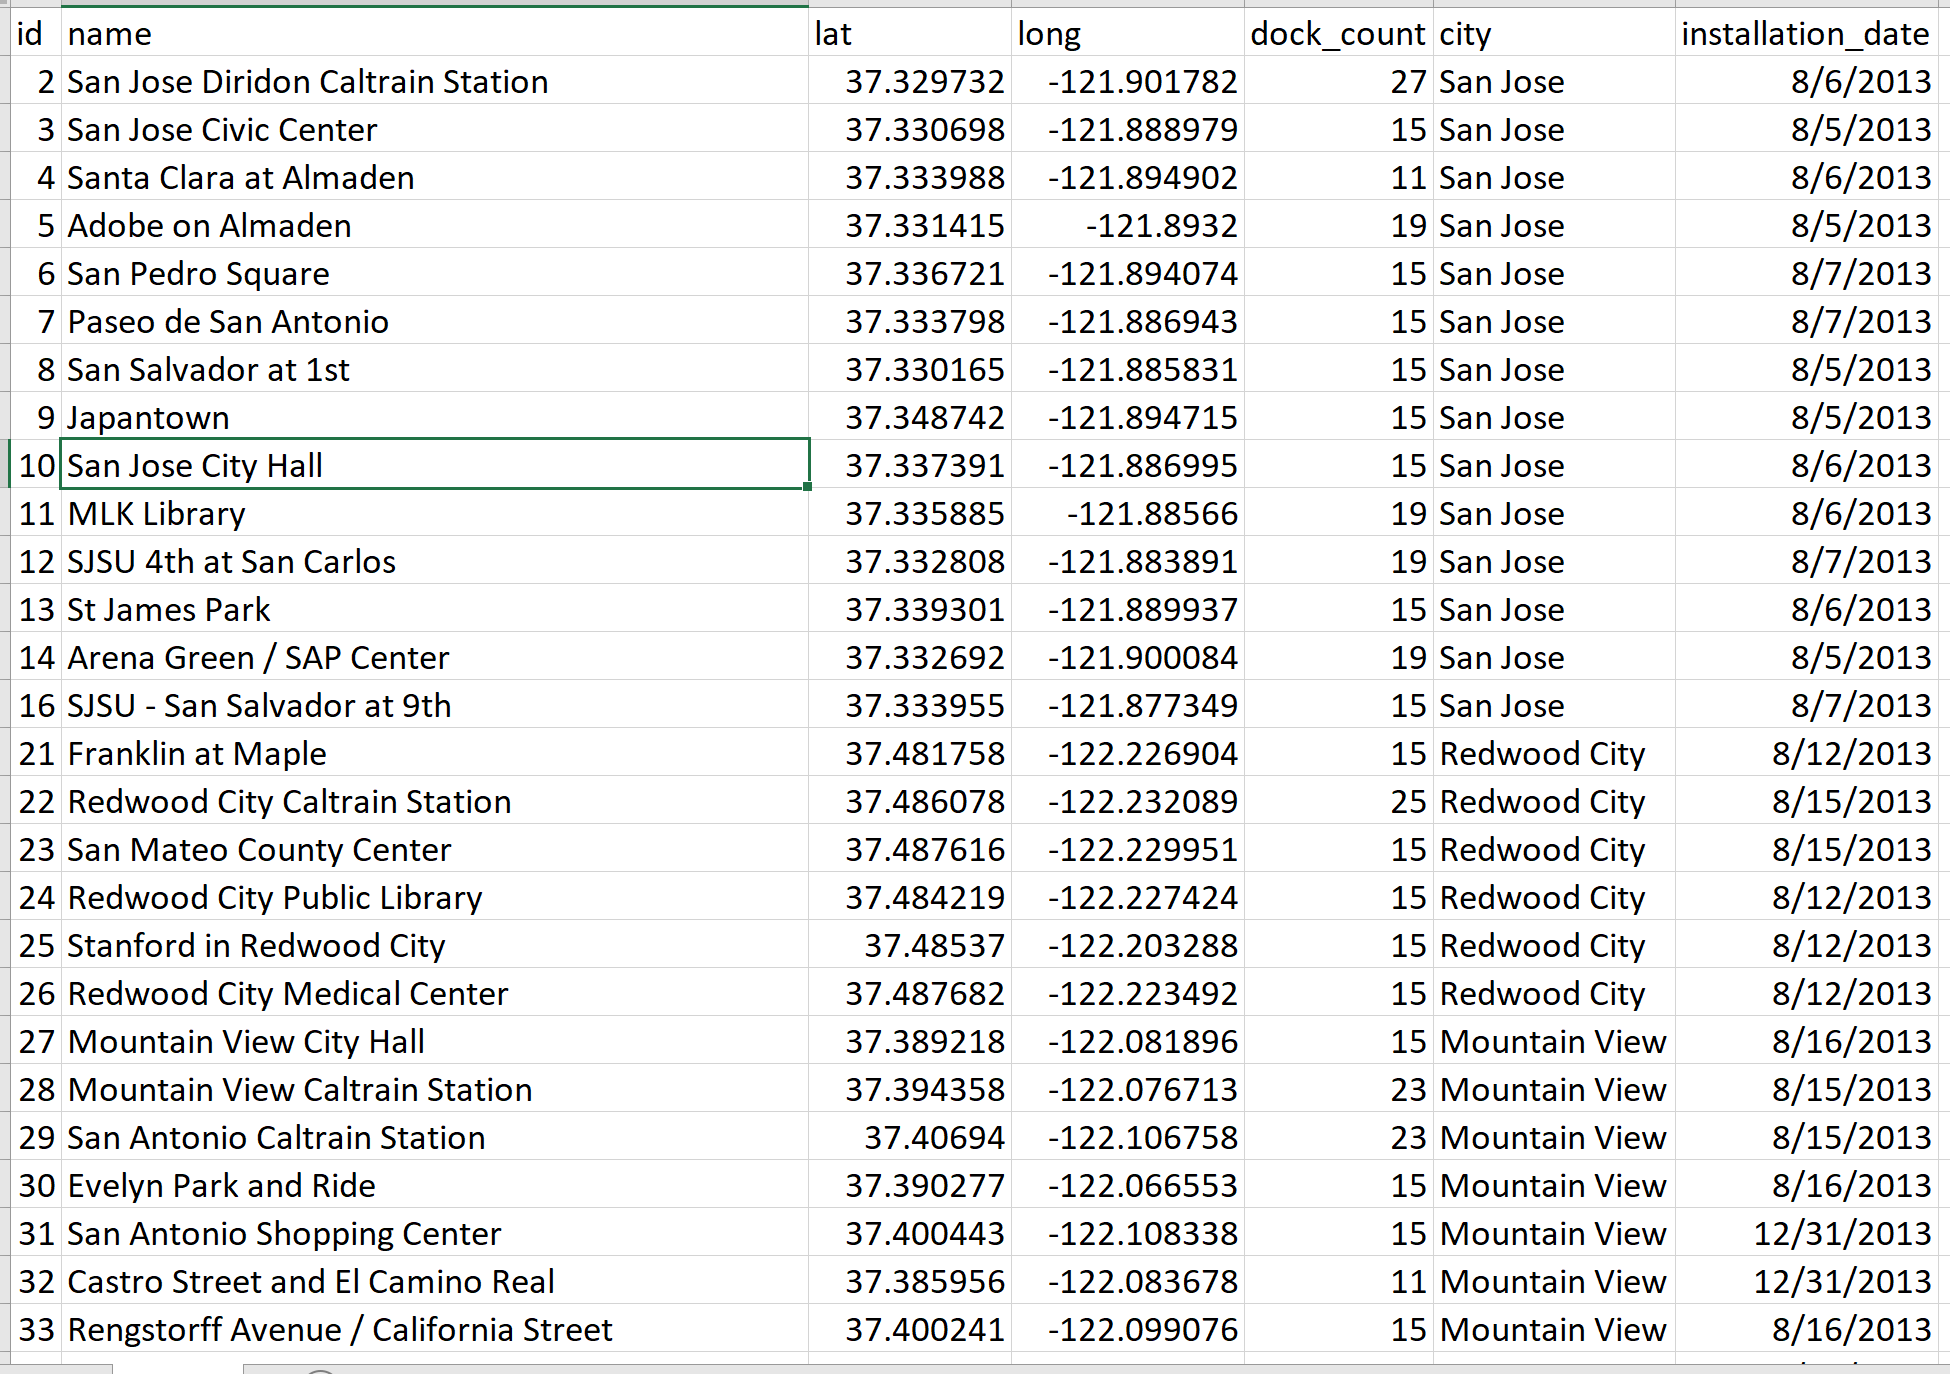 id name lat long dock_count city installation_date
2 San Jose Diridon Caltrain Station 37.329732 -121.901782 27 San Jose 8/6/2013
3 San Jose Civic Center 37.330698 -121.888979 15 San Jose 8/5/2013
4 Santa Clara at Almaden 37.333988 -121.894902 11 San Jose 8/6/2013
5 Adobe on Almaden 37.331415 -121.8932 19 San Jose 8/5/2013
6 San Pedro Square 37.336721 -121.894074 15 San Jose 8/7/2013
7 Paseo de San Antonio 37.333798 -121.886943 15 San Jose 8/7/2013
8 San Salvador at 1st 37.330165 -121.885831 15 San Jose 8/5/2013
9 Japantown 37.348742 -121.894715 15 San Jose 8/5/2013
10 San Jose City Hall 37.337391 -121.886995 15 San Jose 8/6/2013
11 MLK Library 37.335885 -121.88566 19 San Jose 8/6/2013
12 SJSU 4th at San Carlos 37.332808 -121.883891 19 San Jose 8/7/2013
13 St James Park 37.339301 -121.889937 15 San Jose 8/6/2013
14 Arena Green / SAP Center 37.332692 -121.900084 19 San Jose 8/5/2013
16 SJSU - San Salvador at 9th 37.333955 -121.877349 15 San Jose 8/7/2013
21 Franklin at Maple 37.481758 -122.226904 15 Redwood City 8/12/2013
22 Redwood City Caltrain Station 37.486078 -122.232089 25 Redwood City 8/15/2013
23 San Mateo County Center 37.487616 -122.229951 15 Redwood City 8/15/2013
24 Redwood City Public Library 37.484219 -122.227424 15 Redwood City 8/12/2013
25 Stanford in Redwood City 37.48537 -122.203288 15 Redwood City 8/12/2013
26 Redwood City Medical Center 37.487682 -122.223492 15 Redwood City 8/12/2013
27 Mountain View City Hall 37.389218 -122.081896 15 Mountain View 8/16/2013
28 Mountain View Caltrain Station 37.394358 -122.076713 23 Mountain View 8/15/2013
29 San Antonio Caltrain Station 37.40694 -122.106758 23 Mountain View 8/15/2013
30 Evelyn Park and Ride 37.390277 -122.066553 15 Mountain View 8/16/2013
31 San Antonio Shopping Center 37.400443 -122.108338 15 Mountain View 12/31/2013
32 Castro Street and El Camino Real 37.385956 -122.083678 11 Mountain View 12/31/2013
33 Rengstorff Avenue / California Street 37.400241 -122.099076 15 Mountain View 8/16/2013